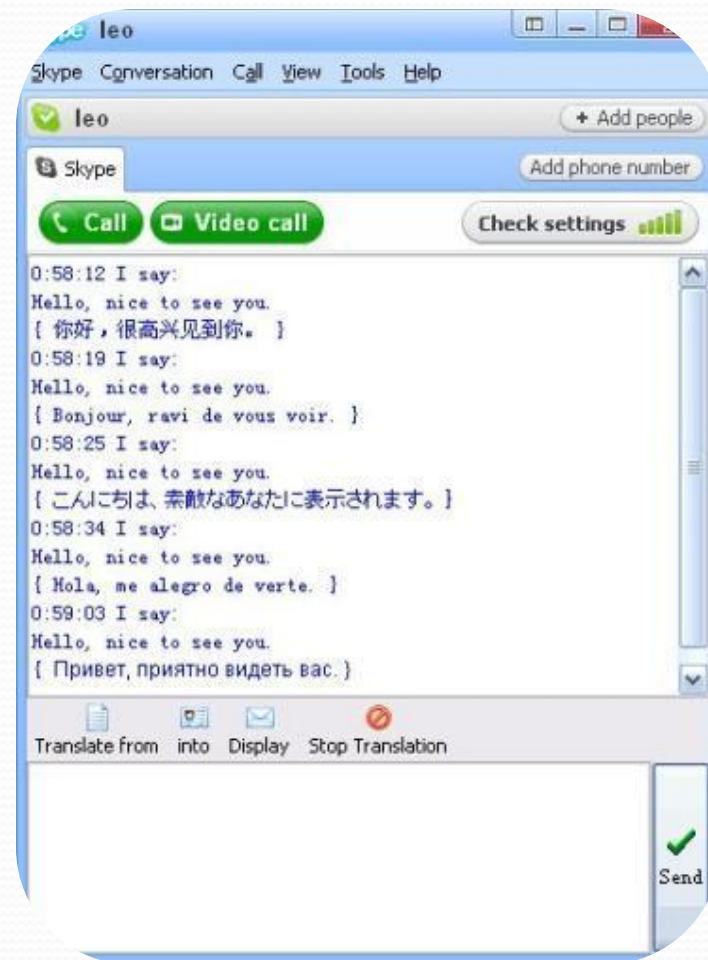 leo
Skype Conversation Call View Tools Help
leo + Add people
Skype Add phone number
Call Video call Check settings
0:58:12 I say:
Hello, nice to see you.
{ 你好，很高兴见到你。 }
0:58:19 I say:
Hello, nice to see you.
{ Bonjour, ravi de vous voir. }
0:58:25 I say:
Hello, nice to see you.
{ こんにちは、素敵なあなたに表示されます。}
0:58:34 I say:
Hello, nice to see you.
{ Hola, me alegro de verte. }
0:59:03 I say:
Hello, nice to see you.
{ Привет, приятно видеть вас. }
Translate from into Display Stop Translation
Send